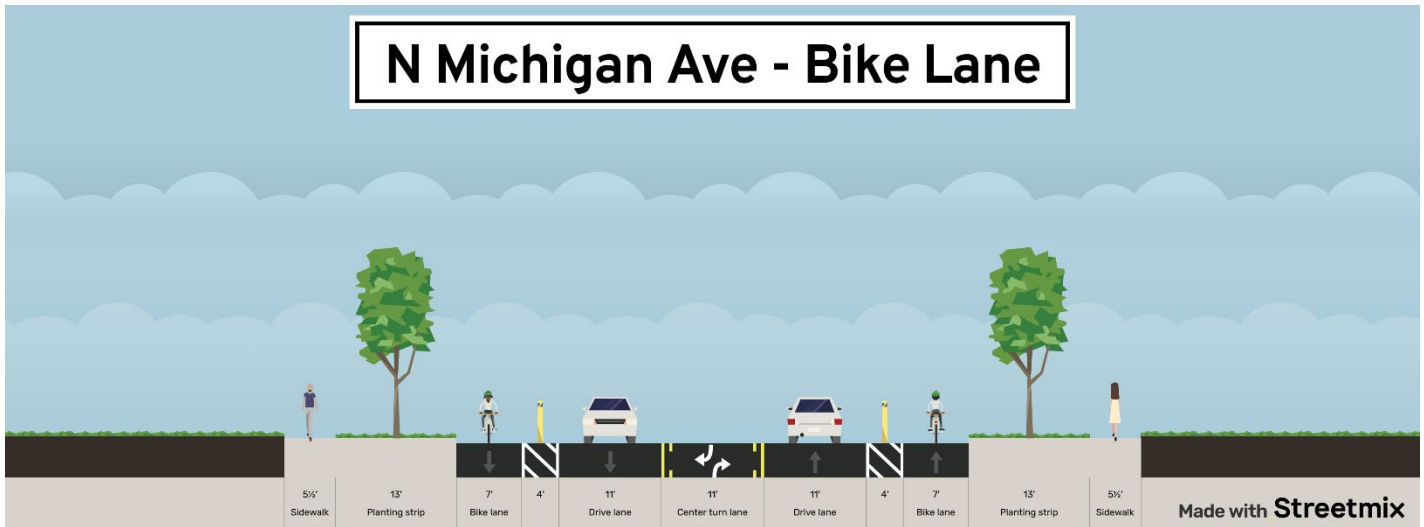 N Michigan Ave - Bike Lane
5½' 13' 7' 4' 11' 11' 11' 4' 7' 13' 5½'
Sidewalk Planting strip Bike lane Drive lane Center turn lane Drive lane Bike lane Planting strip Sidewalk
Made with Streetmix